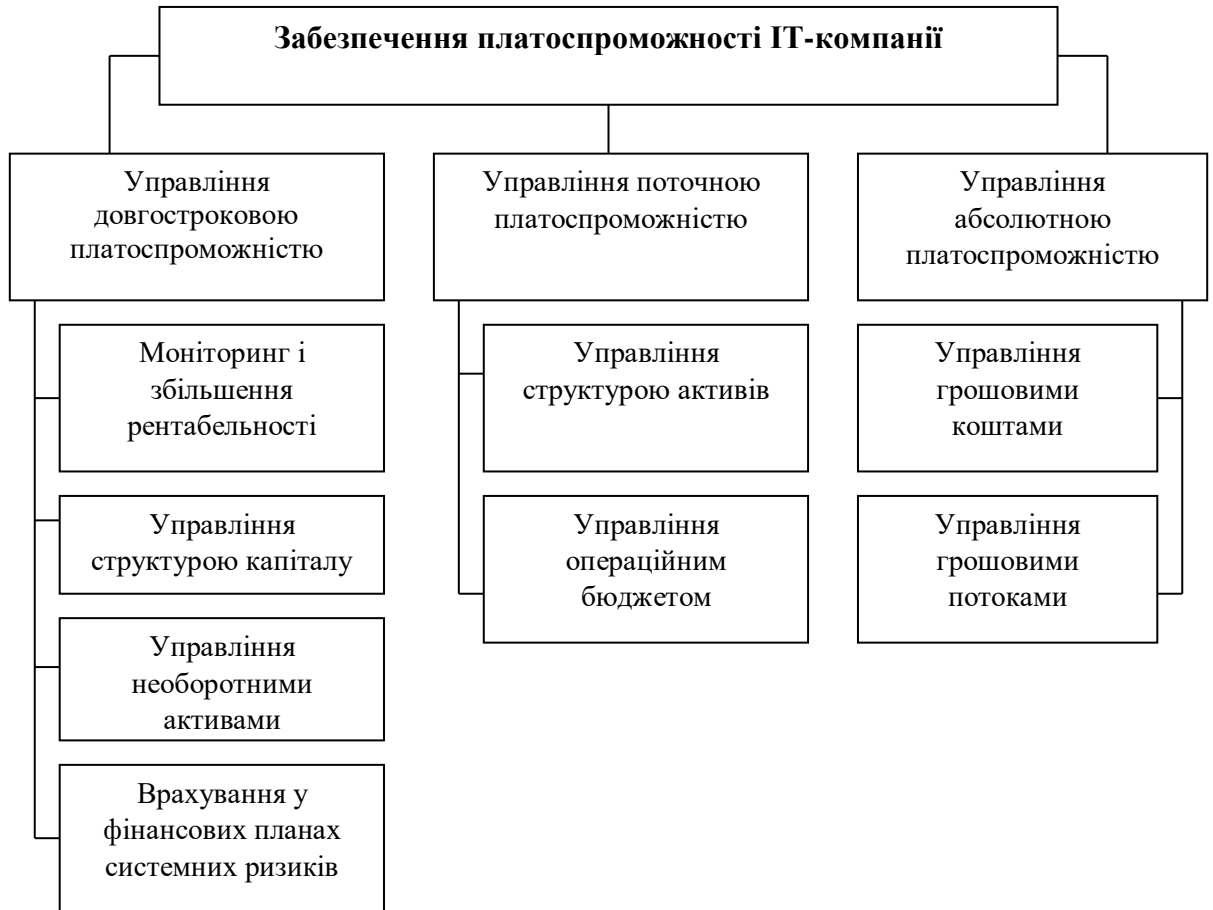 Забезпечення платоспроможності ІТ-компанії
Управління
довгостроковою
платоспроможністю
Управління поточною
платоспроможністю
Управління
абсолютною
платоспроможністю
Моніторинг і
збільшення
рентабельності
Управління
структурою капіталу
Управління
необоротними
активами
Врахування у
фінансових планах
системних ризиків
Управління
структурою активів
Управління
операційним
бюджетом
Управління
грошовими
коштами
Управління
грошовими
потоками